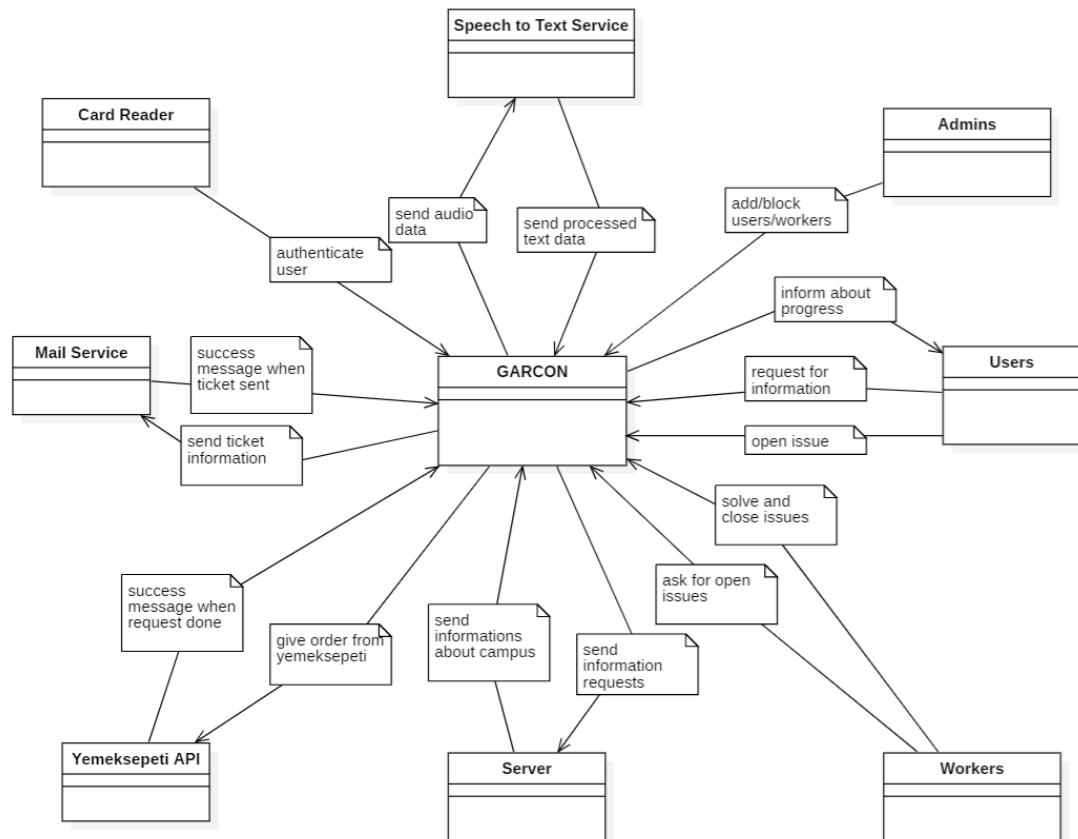 Speech to Text Service
Card Reader
Admins
send audio
data
send processed
text data
add/block
users/workers
authenticate
user
inform about
progress
Mail Service
success
message when
ticket sent
GARCON
request for
information
Users
send ticket
information
open issue
solve and
close issues
success
message when
request done
give order from
yemeksepeti
send
informations
about campus
send
information
requests
ask for open
issues
Yemeksepeti API
Server
Workers